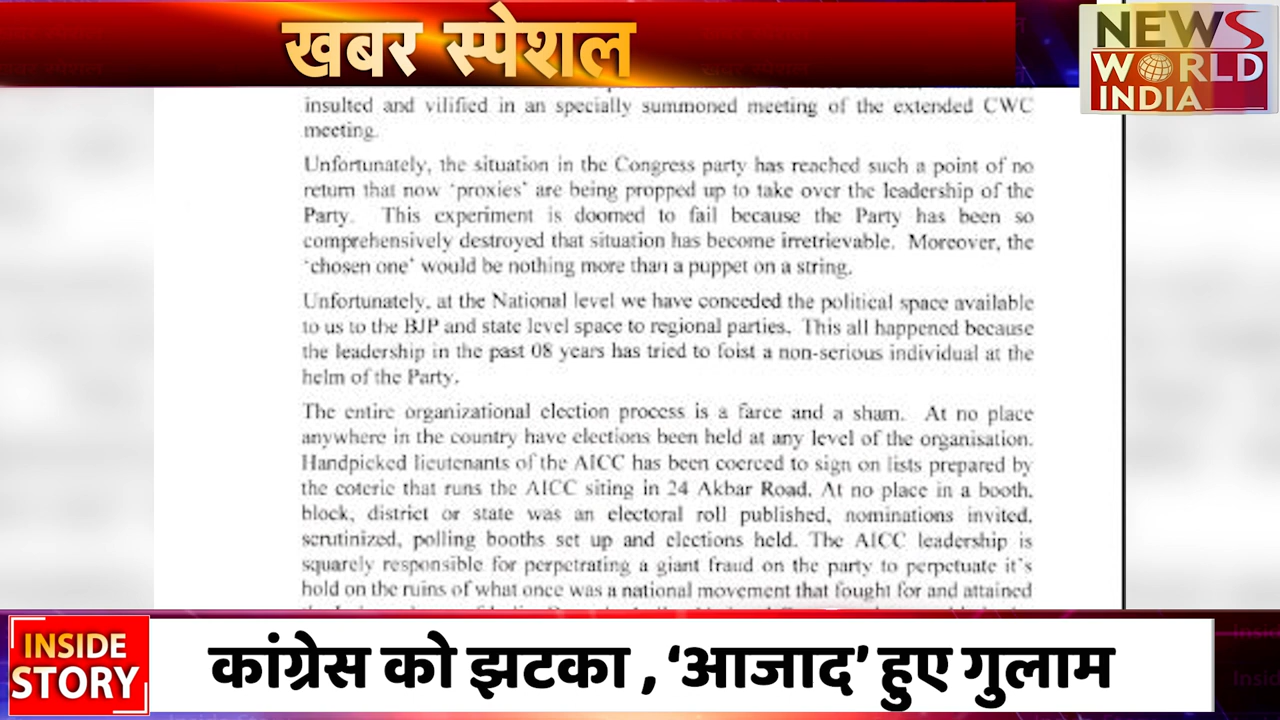 खबर स्पेशल
NEWS
WORLD
INDIA
insulted and vilified in an specially summoned meeting of the extended CWC
meeting.
Unfortunately, the situation in the Congress party has reached such a point of no
return that now 'proxies' are being propped up to take over the leadership of the
Party. This experiment is doomed to fail because the Party has been so
comprehensively destroyed that situation has become irretrievable. Moreover, the
'chosen one' would be nothing more than a puppet on a string.
Unfortunately, at the National level we have conceded the political space available
to us to the BJP and state level space to regional parties. This all happened because
the leadership in the past 08 years has tried to foist a non-serious individual at the
helm of the Party.
The entire organizational election process is a farce and a sham. At no place
anywhere in the country have elections been held at any level of the organisation.
Handpicked lieutenants of the AICC has been coerced to sign on lists prepared by
the coterie that runs the AICC siting in 24 Akbar Road. At no place in a booth,
block, district or state was an electoral roll published, nominations invited,
scrutinized, polling booths set up and elections held. The AICC leadership is
squarely responsible for perpetrating a giant fraud on the party to perpetuate it's
hold on the ruins of what once was a national movement that fought for and attained
INSIDE
STORY
कांग्रेस को झटका , 'आजाद' हुए गुलाम